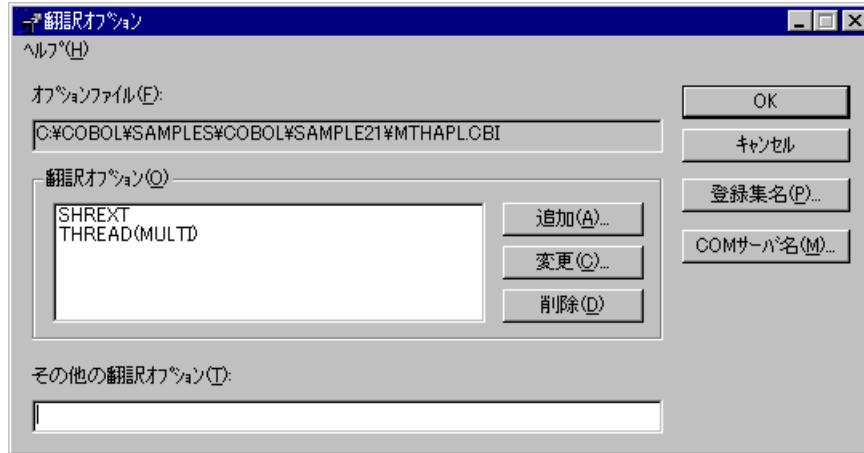 翻訳オプション
ヘルプ(H)
オプションファイル(F):
C:¥COBOL¥SAMPLES¥COBOL¥SAMPLE21¥MTHAPL.CBI
翻訳オプション(O)
SHREXT
THREAD(MULTI)
追加(A)...
変更(C)...
削除(D)
その他の翻訳オプション(T):
OK
キャンセル
登録集名(P)...
COMサーバ名(M)...